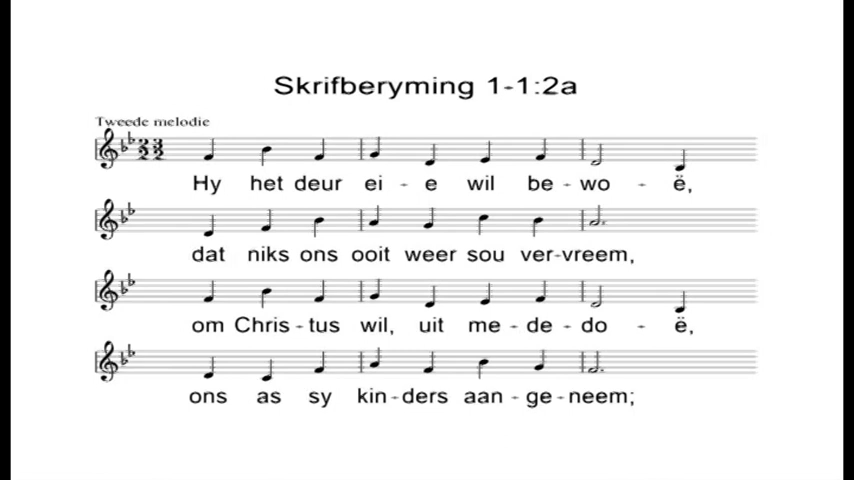 Skrifberyming 1-1:2a
Tweede melodie
Hy het deur ei - e wil be - wo - ë,
dat niks ons ooit weer sou ver-vreem,
om Chris - tus wil, uit me - de - do - ë,
ons as sy kin - ders aan - ge - neem;